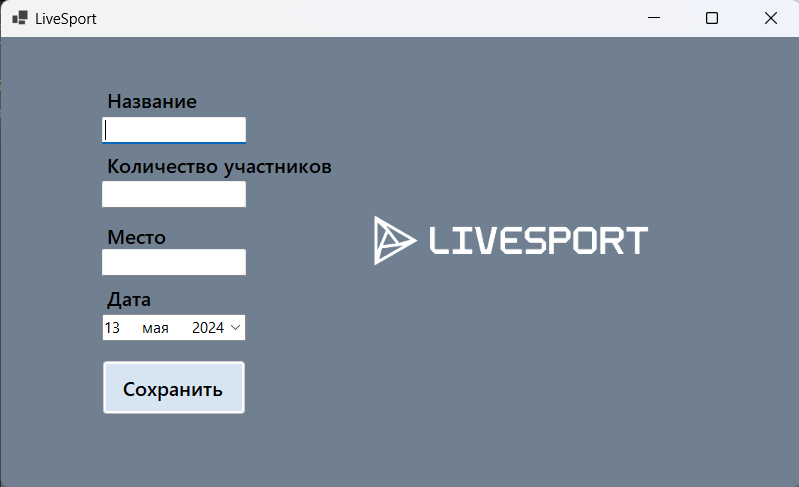 LiveSport
Название
Количество участников
Место
Дата
13 мая 2024
Сохранить
LIVESPORT